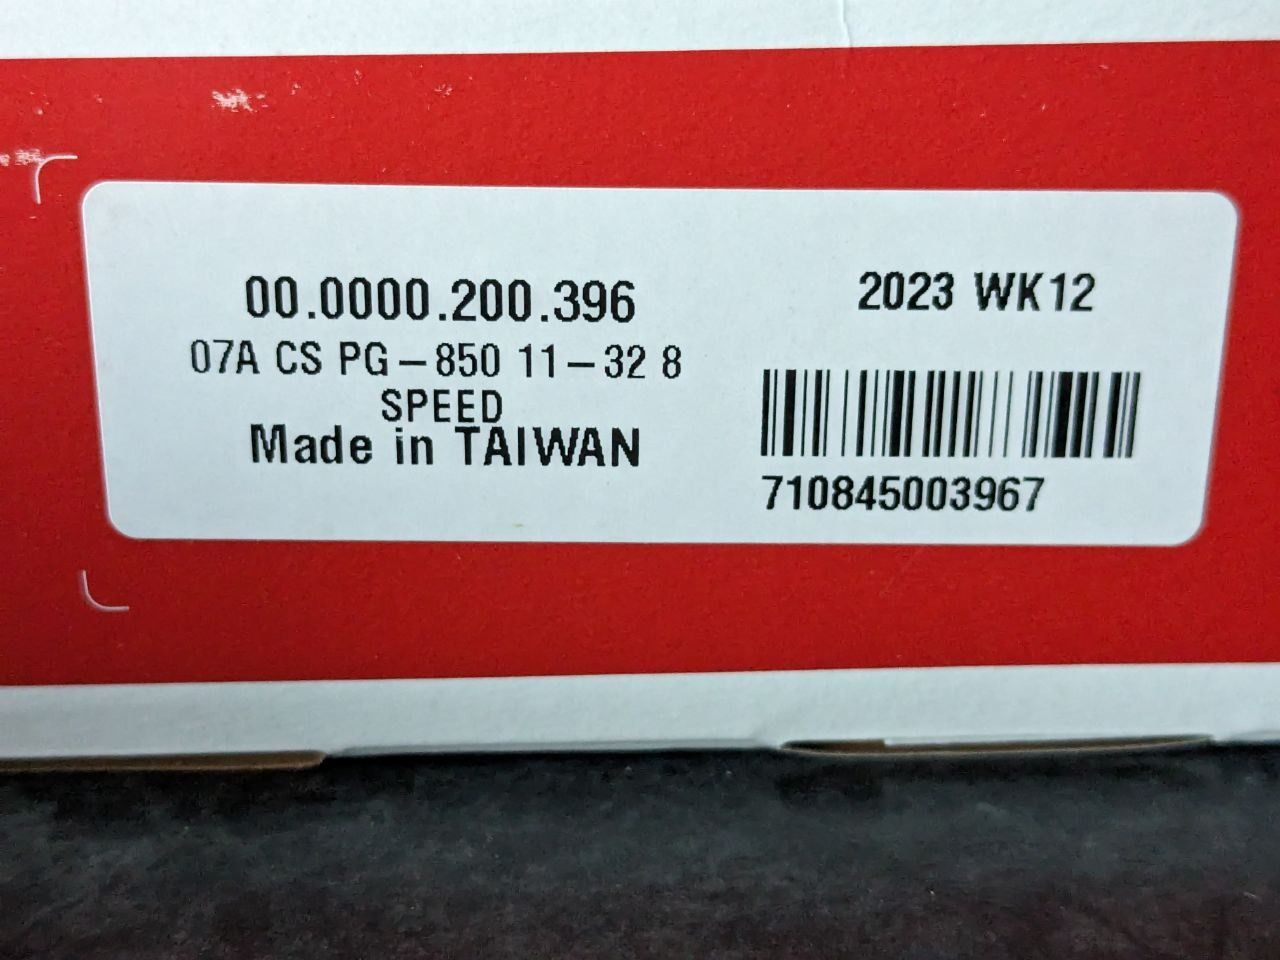 00.0000.200.396
07A CS PG-850 11-32 8
SPEED
Made in TAIWAN
2023 WK12
710845003967